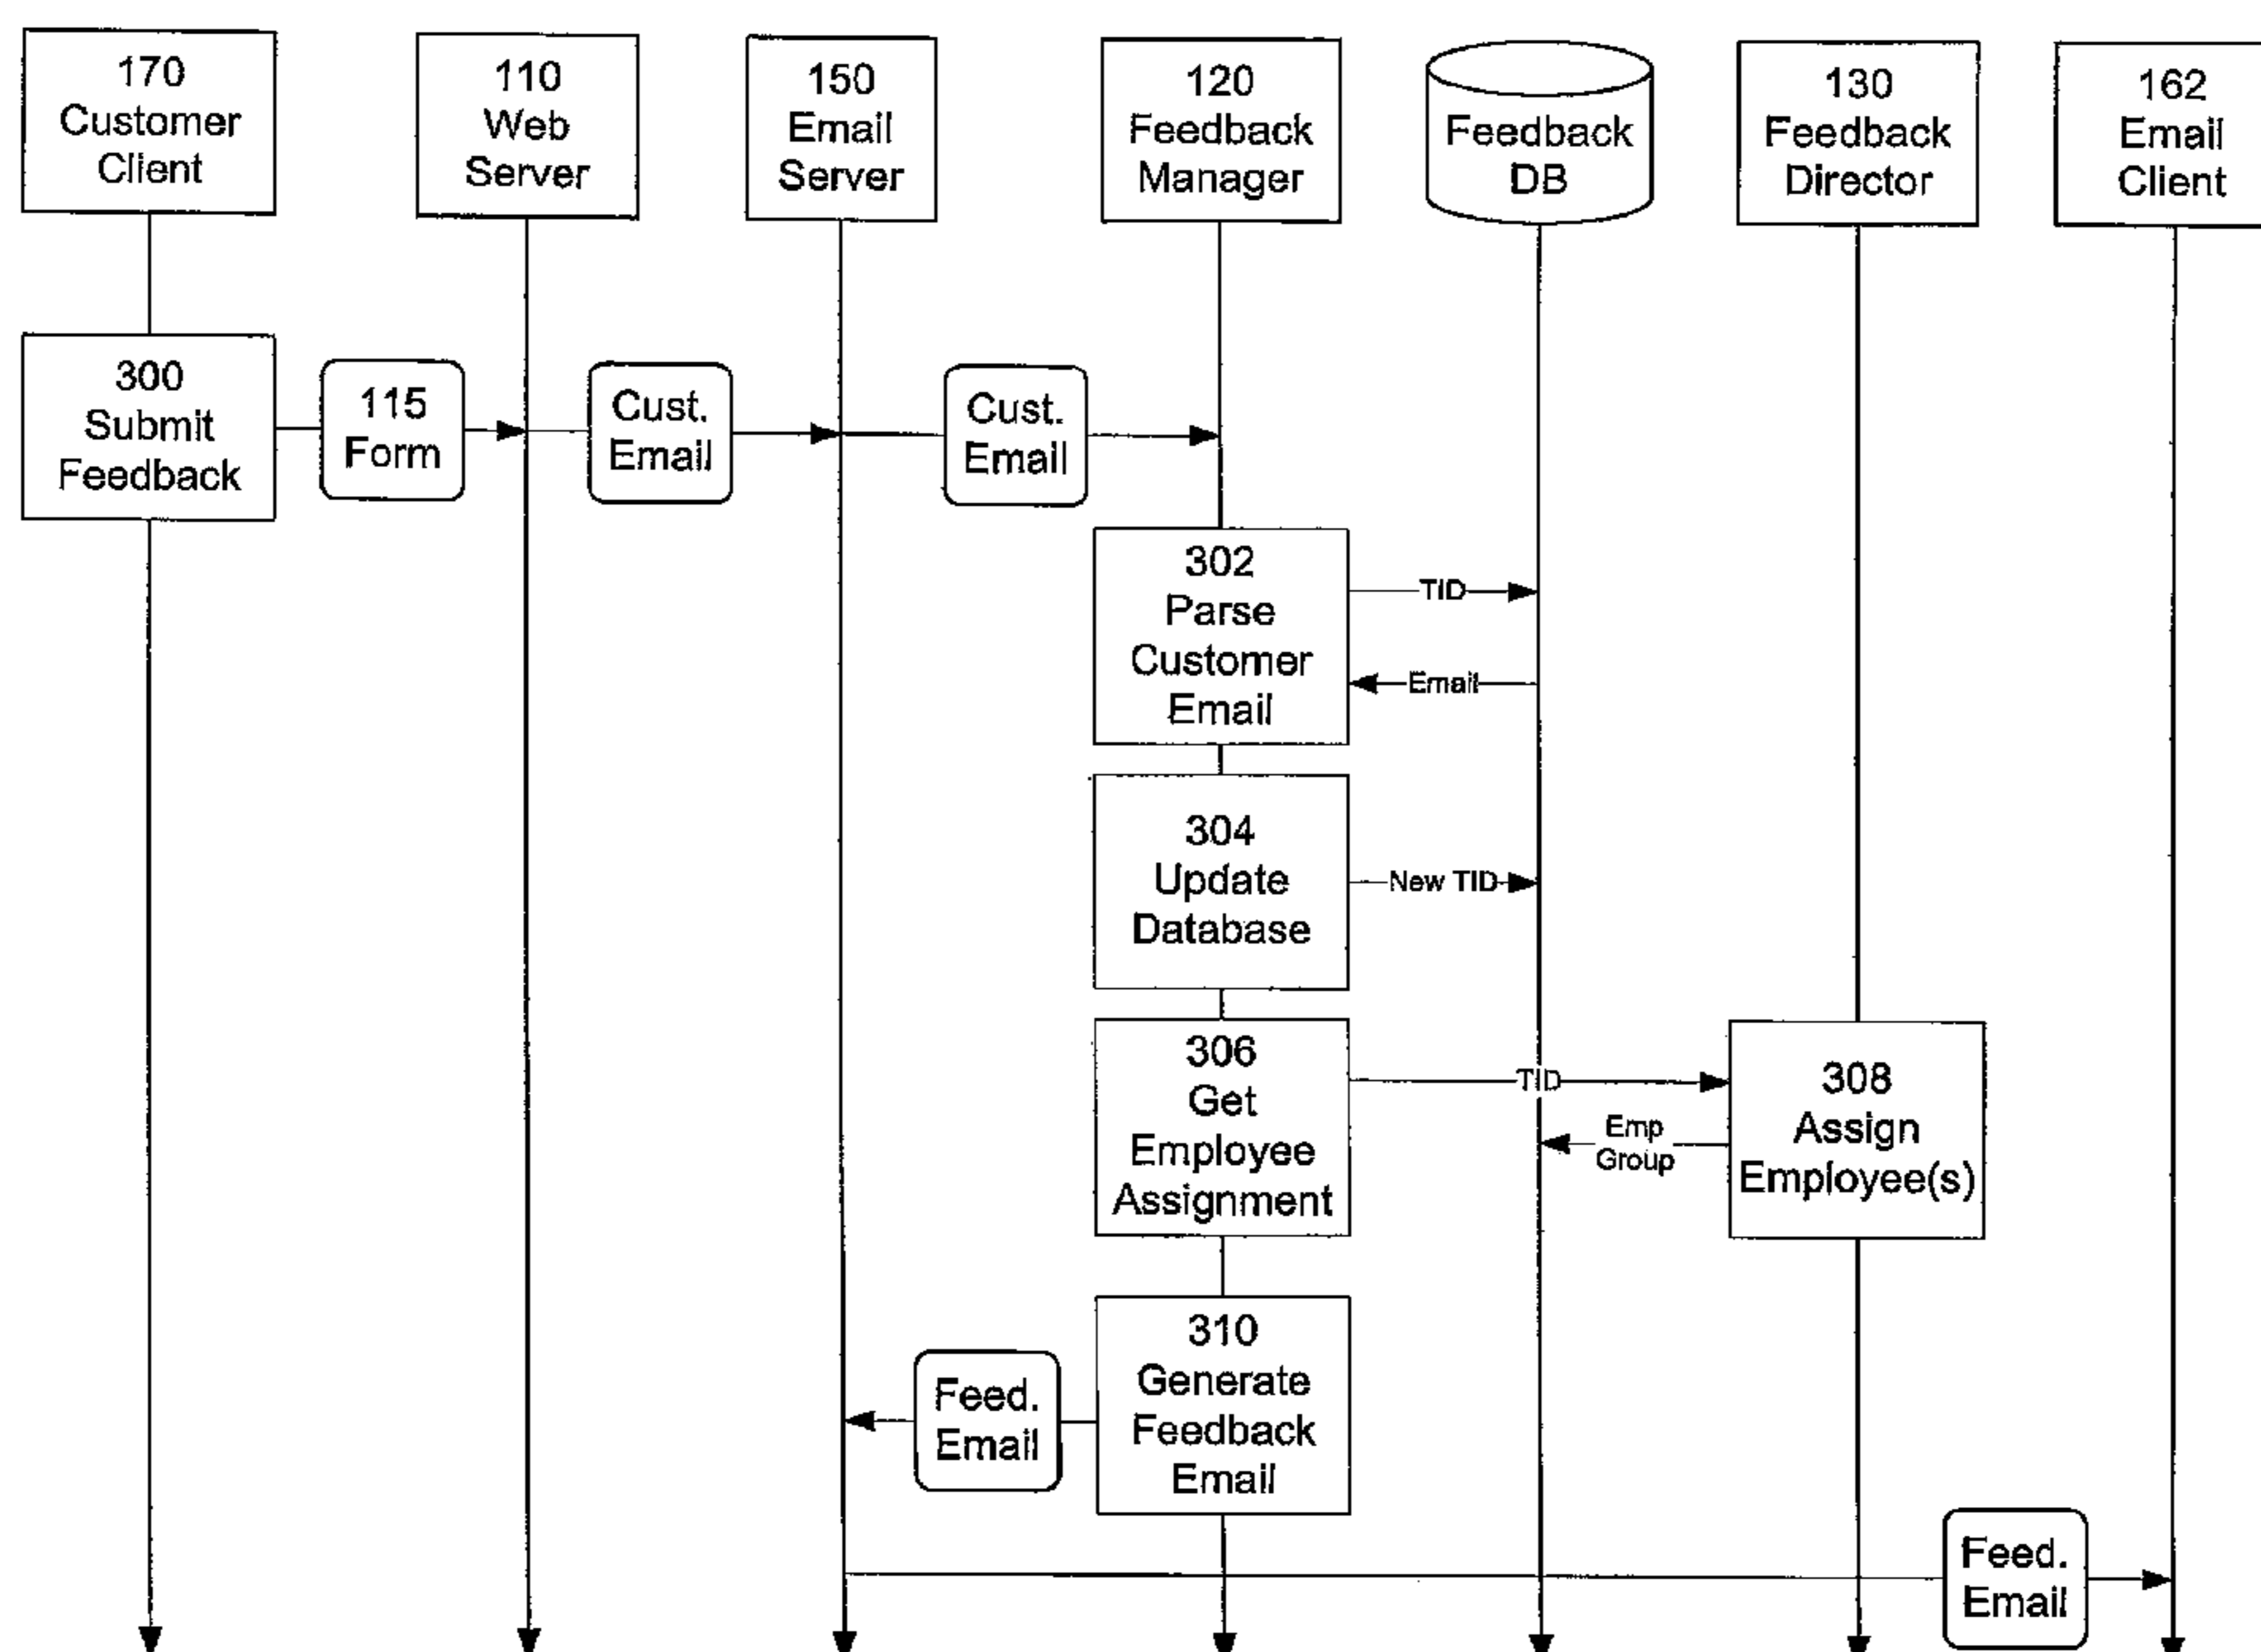 170
Customer
Client
110
Web
Server
150
Email
Server
120
Feedback
Manager
Feedback
DB
130
Feedback
Director
162
Email
Client
300
Submit
Feedback
115
Form
Cust.
Email
Cust.
Email
302
Parse
Customer
Email
TID
Email
304
Update
Database
New TID
306
Get
Employee
Assignment
TID
Emp
Group
308
Assign
Employee(s)
310
Generate
Feedback
Email
Feed.
Email
Feed.
Email